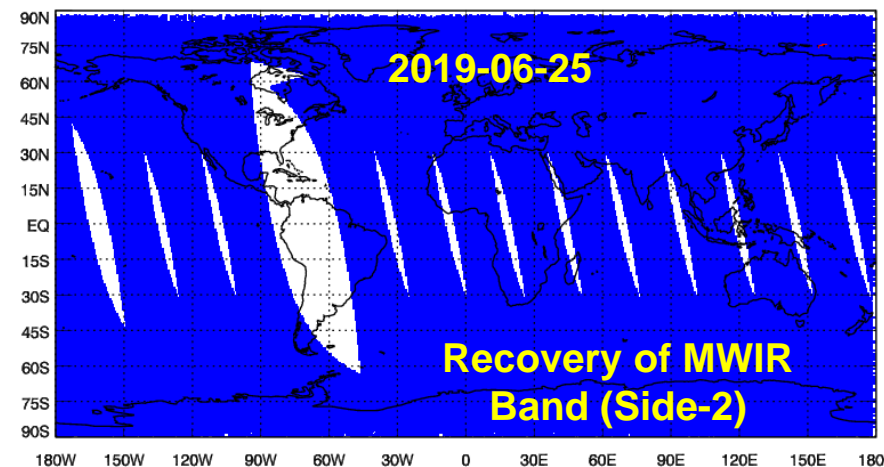 90N
75N
2019-06-25
60N
45N
30N
15N
EQ
15S
30S
45S
Recovery of MWIR
60S
Band (Side-2)
75S
90S
180W 150W 120W 90W 60W 30W 0 30E 60E 90E 120E 150E 180